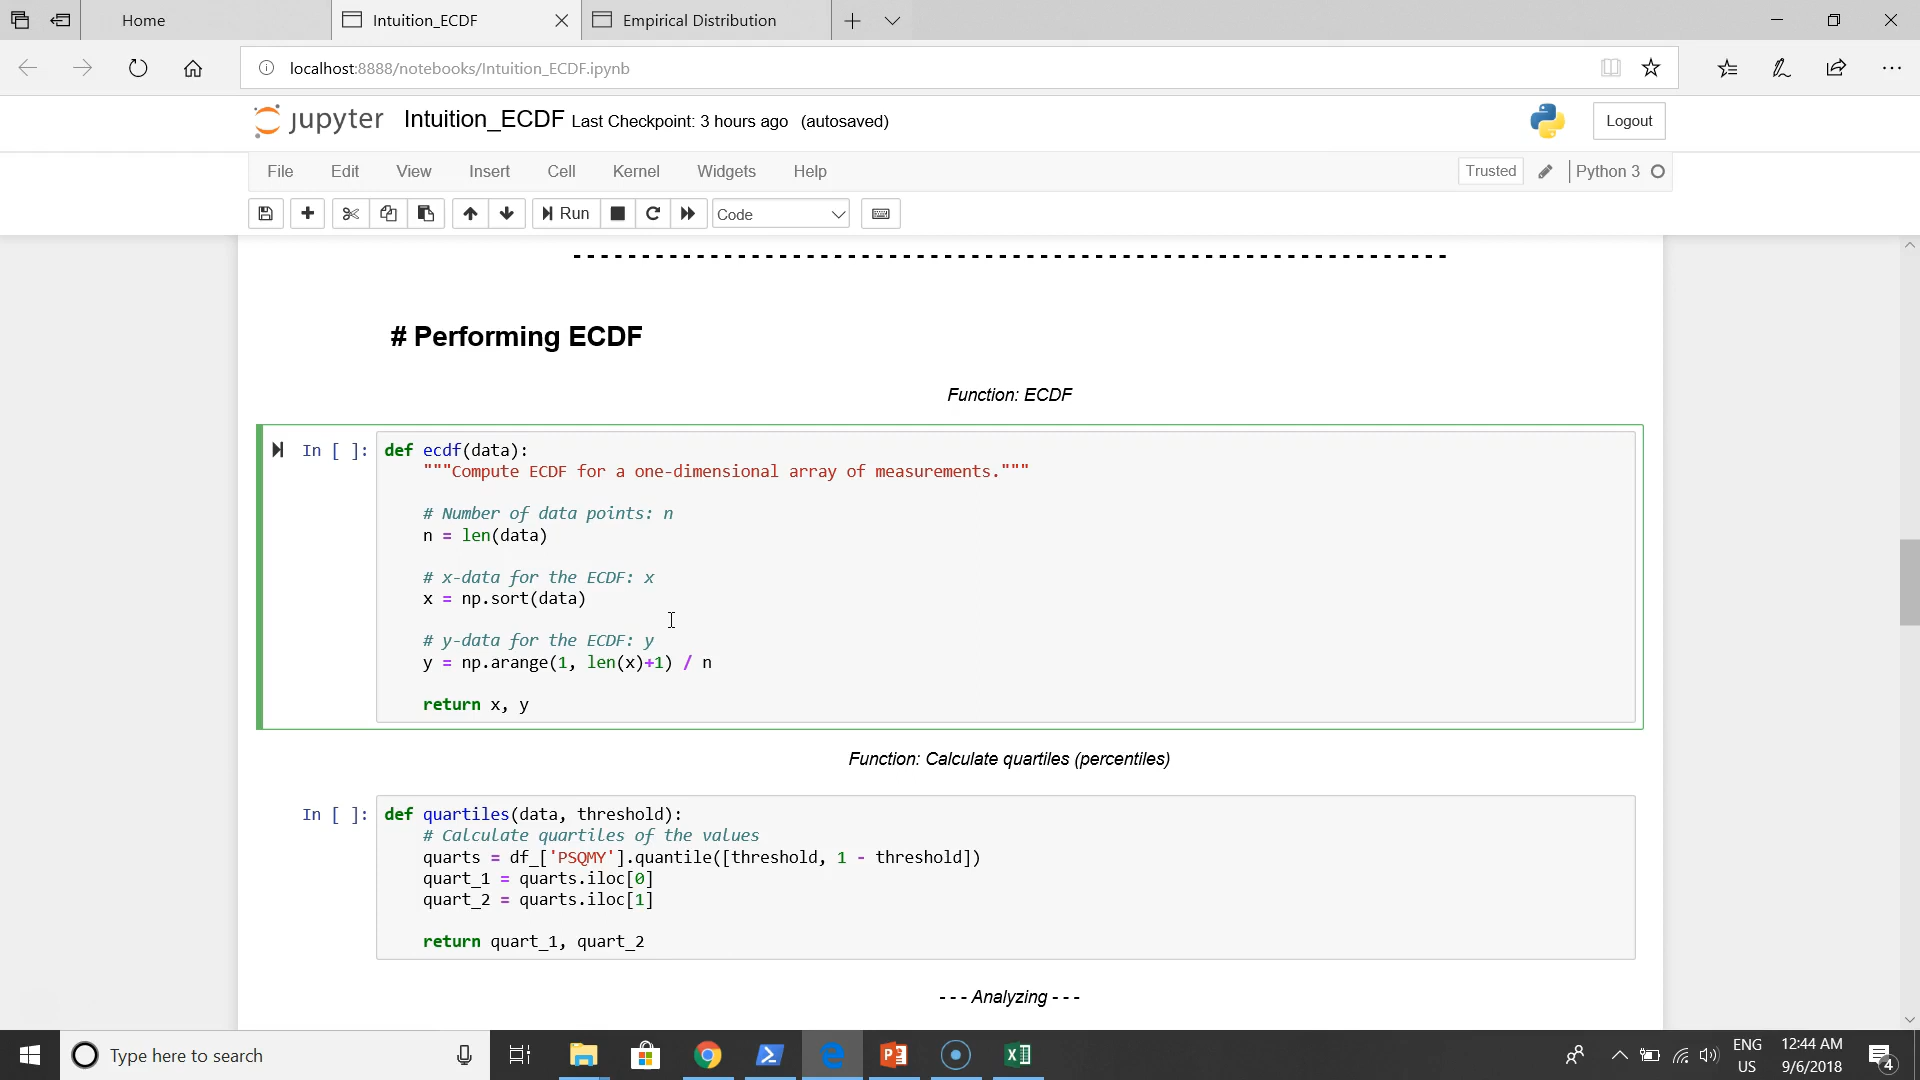 Home
Intuition_ECDF
Empirical Distribution
localhost:8888/notebooks/Intuition_ECDF.ipynb
jupyter Intuition_ECDF Last Checkpoint: 3 hours ago (autosaved)
Logout
File Edit View Insert Cell Kernel Widgets Help
Trusted
Python 3
Run
Code
# Performing ECDF
Function: ECDF
In [ ]: def ecdf(data):
"""Compute ECDF for a one-dimensional array of measurements."""
# Number of data points: n
n = len(data)
# x-data for the ECDF: x
x = np.sort(data)
# y-data for the ECDF: y
y = np.arange(1, len(x)+1) / n
return x, y
Function: Calculate quartiles (percentiles)
In [ ]: def quartiles(data, threshold):
# Calculate quartiles of the values
quarts = df_['PSQMY'].quantile([threshold, 1 - threshold])
quart_1 = quarts.iloc[0]
quart_2 = quarts.iloc[1]
return quart_1, quart_2
- - - Analyzing - - -
Type here to search
ENG
US
12:44 AM
9/6/2018
4